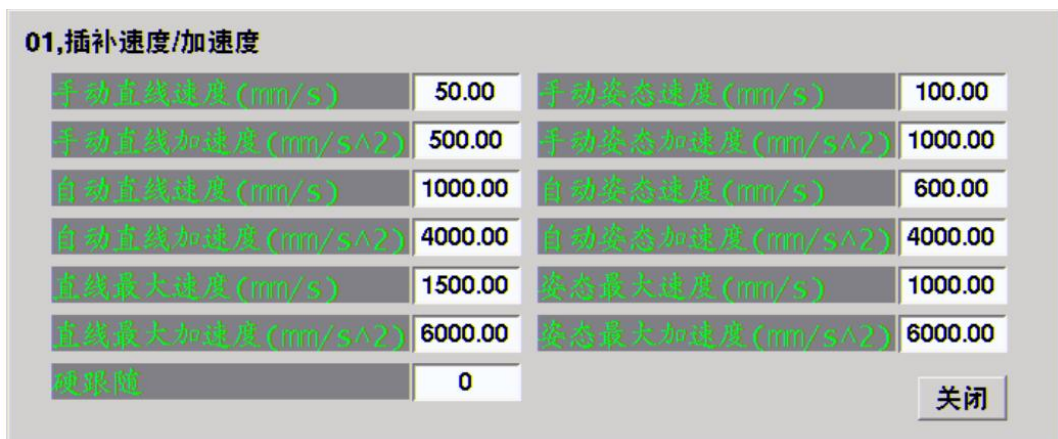 01,插补速度/加速度
手动直线速度(mm/s) 50.00 手动姿态速度(mm/s) 100.00
手动直线加速度(mm/s^2) 500.00 手动姿态加速度(mm/s^2) 1000.00
自动直线速度(mm/s) 1000.00 自动姿态速度(mm/s) 600.00
自动直线加速度(mm/s^2) 4000.00 自动姿态加速度(mm/s^2) 4000.00
直线最大速度(mm/s) 1500.00 姿态最大速度(mm/s) 1000.00
直线最大加速度(mm/s^2) 6000.00 姿态最大加速度(mm/s^2) 6000.00
硬跟随 0
关闭